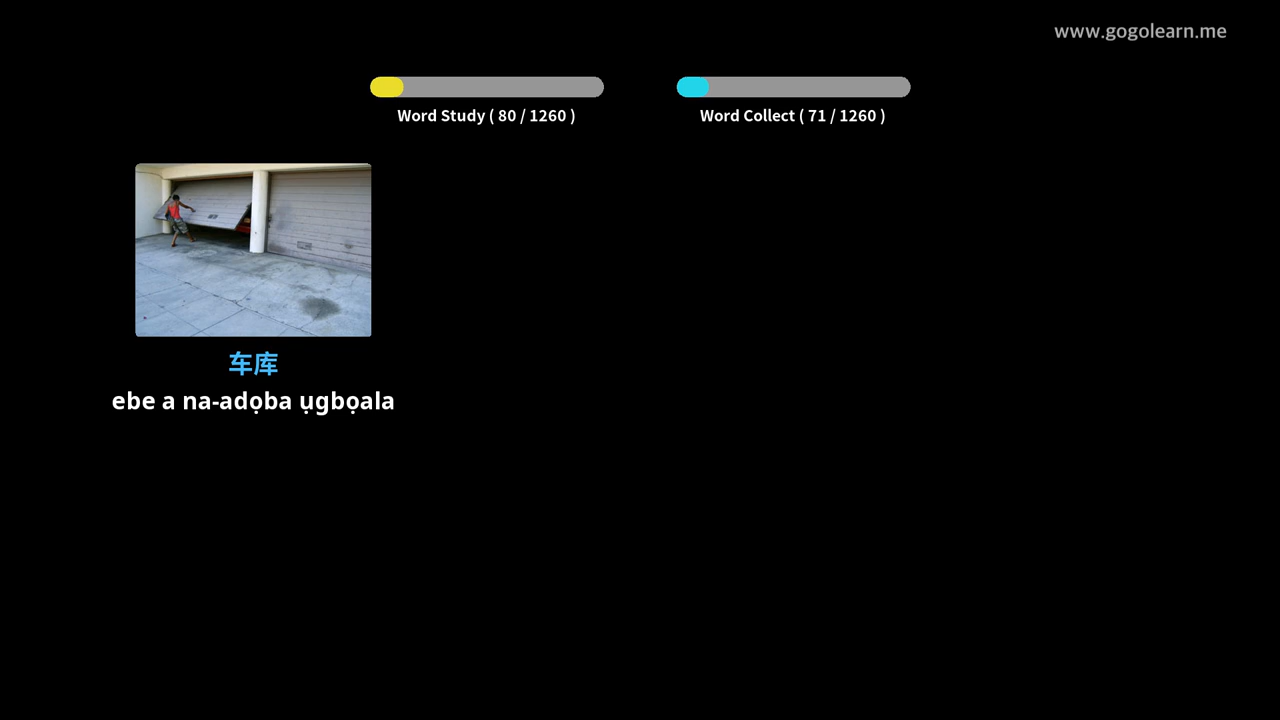 www.gogolearn.me
Word Study ( 80 / 1260 )
Word Collect ( 71 / 1260 )
车库
ebe a na-adọba ụgbọala